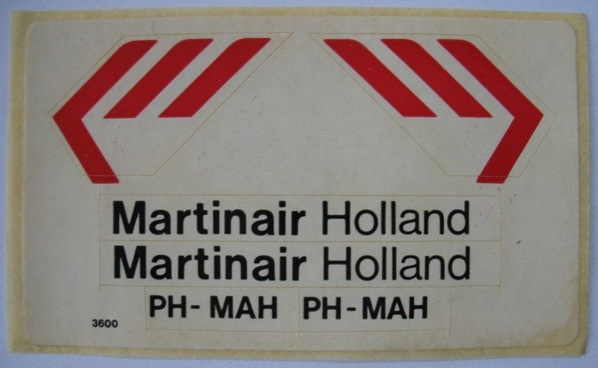 Martinair Holland
Martinair Holland
PH - MAH PH - MAH
3600